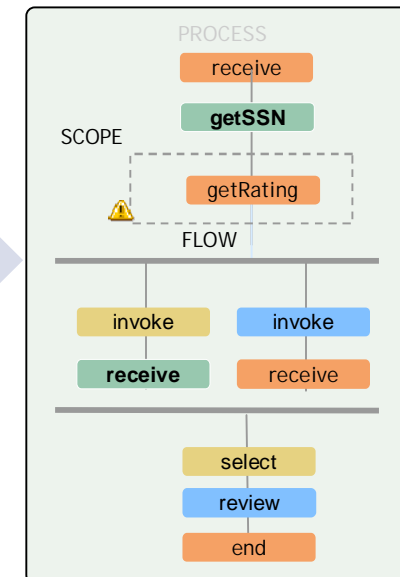 PROCESS
receive
getSSN
SCOPE
getRating
FLOW
invoke invoke
receive receive
select
review
end